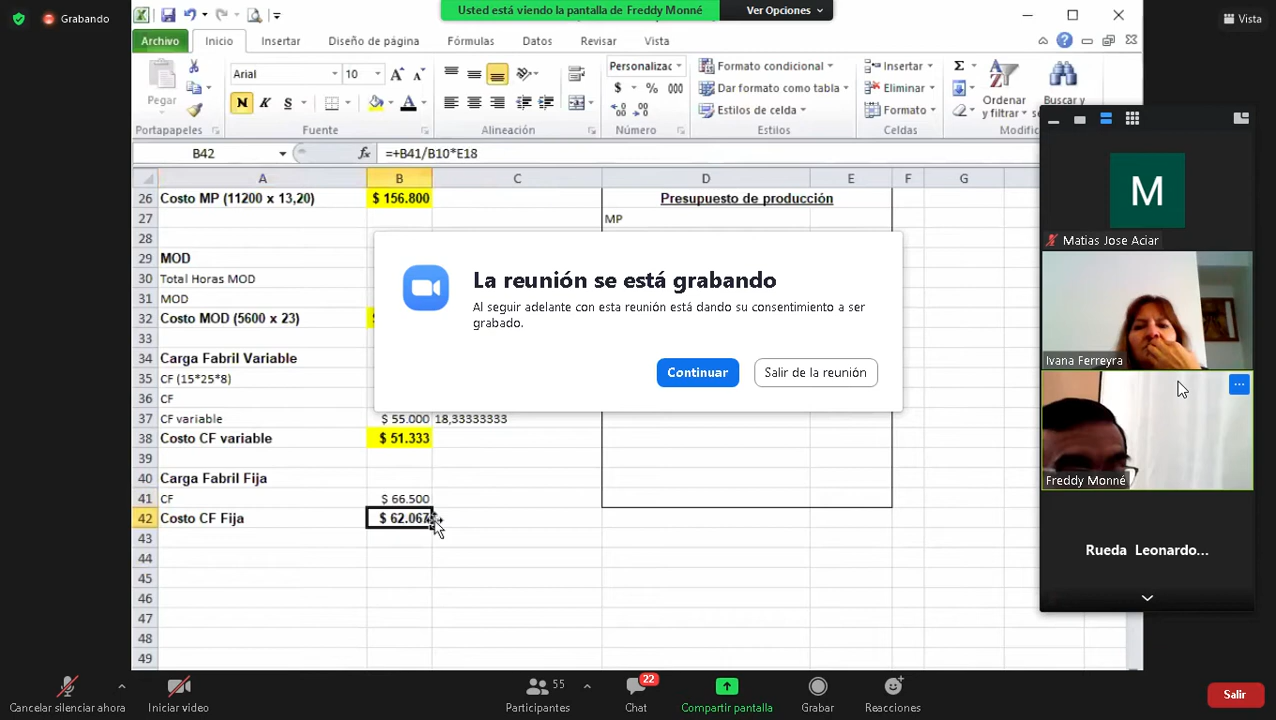 Grabando
Usted está viendo la pantalla de Freddy Monné
Ver Opciones
Vista
Archivo
Inicio
Insertar
Diseño de página
Fórmulas
Datos
Revisar
Vista
Pegar
Portapapeles
Arial
10
N K S
Fuente
Alineación
Personalizac
$ % 000
Número
Formato condicional
Dar formato como tabla
Estilos de celda
Estilos
Insertar
Eliminar
Formato
Celdas
Ordenar
y filtrar
Buscar y
Modific
B42
fx
=+B41/B10*E18
A B C D E F G
26 Costo MP (11200 x 13,20) $ 156.800 Presupuesto de producción
27 MP
28
29 MOD
30 Total Horas MOD
31 MOD
32 Costo MOD (5600 x 23)
33
34 Carga Fabril Variable
35 CF (15*25*8)
36 CF
37 CF variable $ 55.000 18,33333333
38 Costo CF variable $ 51.333
39
40 Carga Fabril Fija
41 CF $ 66.500
42 Costo CF Fija $ 62.067
43
44
45
46
47
48
49
La reunión se está grabando
Al seguir adelante con esta reunión está dando su consentimiento a ser
grabado.
Continuar
Salir de la reunión
M
Matias Jose Aciar
Ivana Ferreyra
Freddy Monné
Rueda Leonardo...
Cancelar silenciar ahora
Iniciar video
55
Participantes
22
Chat
Compartir pantalla
Grabar
Reacciones
Salir